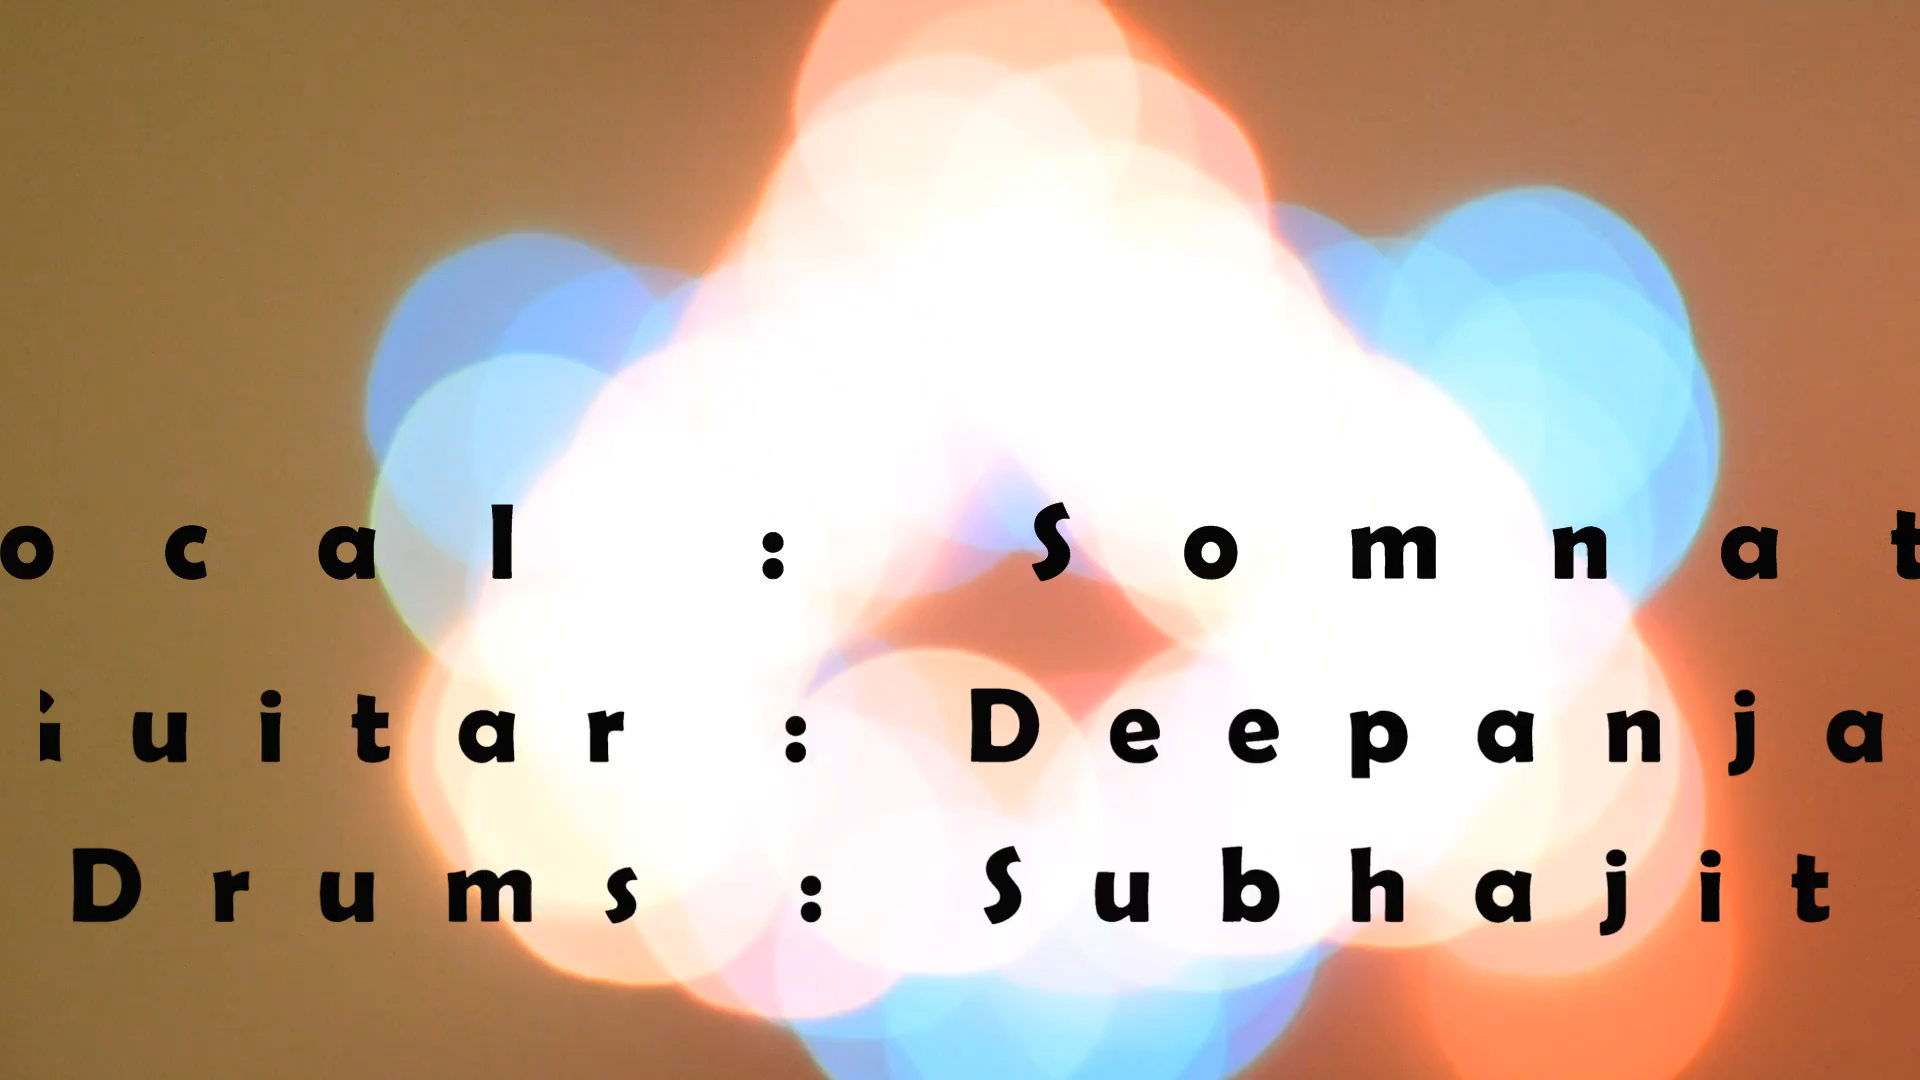 ocal : Somnat
uitar : Deepanja
Drums : Subhajit